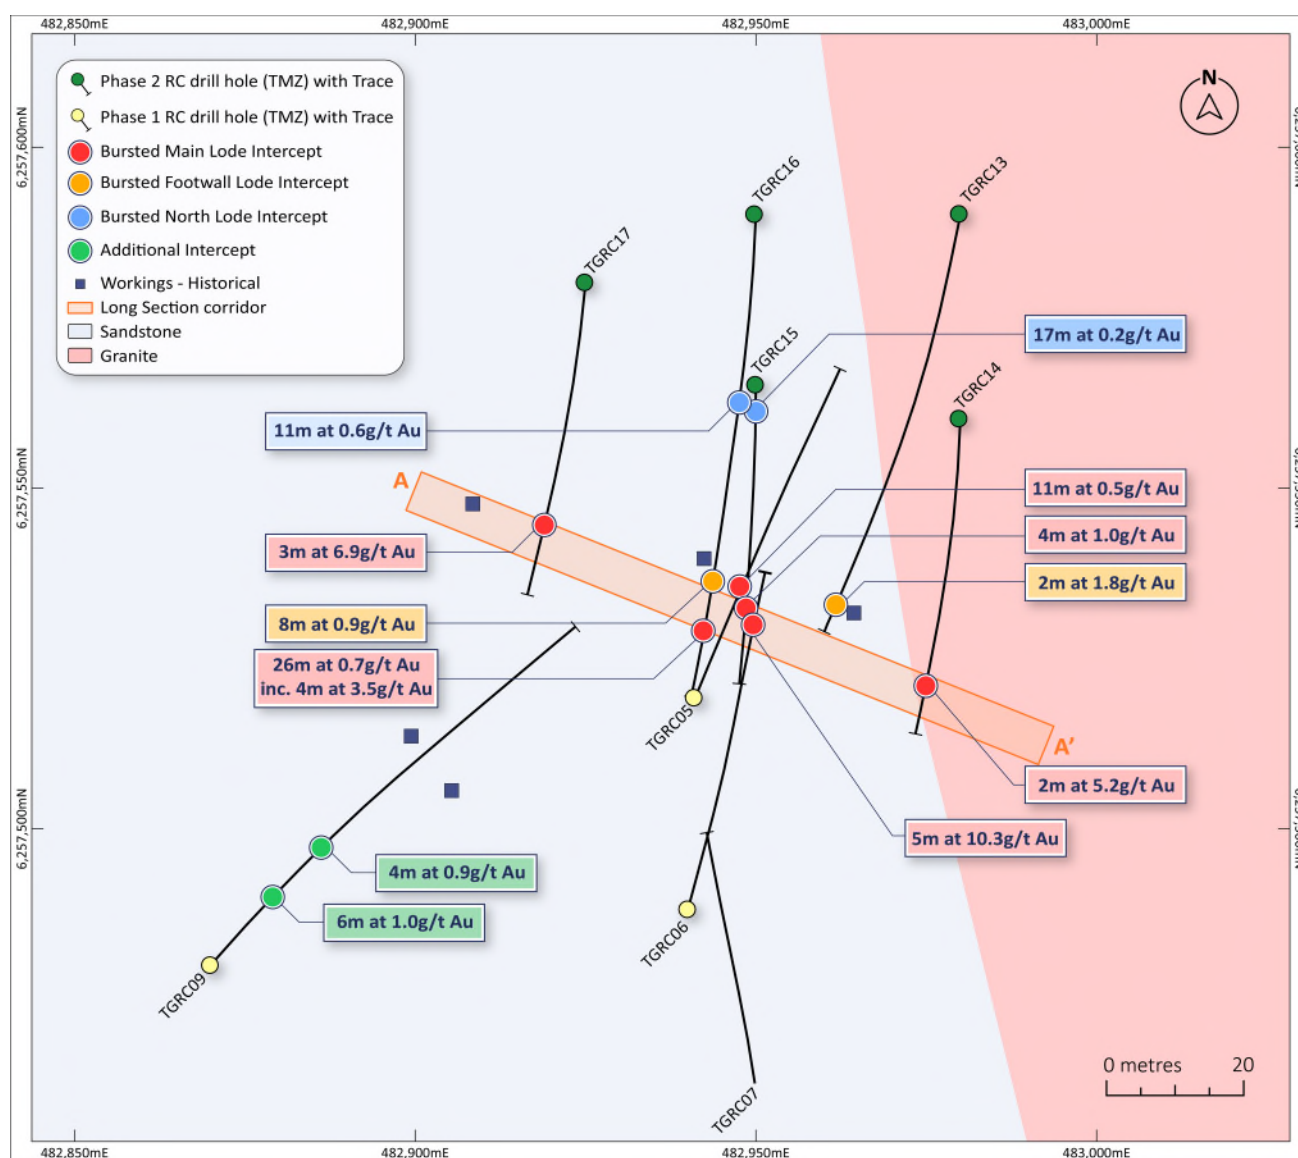 482,850mE
482,900mE
482,950mE
483,000mE
Phase 2 RC drill hole (TMZ) with Trace
Phase 1 RC drill hole (TMZ) with Trace
Bursted Main Lode Intercept
Bursted Footwall Lode Intercept
Bursted North Lode Intercept
Additional Intercept
Workings - Historical
Long Section corridor
Sandstone
Granite
N
6,257,600mN
TGRC16
TGRC13
TGRC17
TGRC15
17m at 0.2g/t Au
TGRC14
11m at 0.6g/t Au
6,257,550mN
A
11m at 0.5g/t Au
4m at 1.0g/t Au
3m at 6.9g/t Au
2m at 1.8g/t Au
8m at 0.9g/t Au
26m at 0.7g/t Au
inc. 4m at 3.5g/t Au
TGRC05
A’
2m at 5.2g/t Au
6,257,500mN
5m at 10.3g/t Au
4m at 0.9g/t Au
6m at 1.0g/t Au
TGRC06
TGRC09
0 metres 20
TGRC07
482,850mE
482,900mE
482,950mE
483,000mE